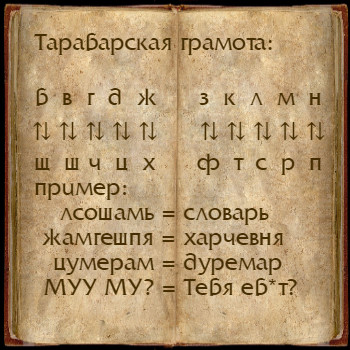 Тарабарская грамота:
б в г д ж з к л м н
⇅ ⇅ ⇅ ⇅ ⇅ ⇅ ⇅ ⇅ ⇅ ⇅
щ ш ч ц х ф т с р п
пример:
лсошамь = словарь
жамгешпя = харчевня
цумерам = дуремар
МУУ МУ? = Тебя еб*т?